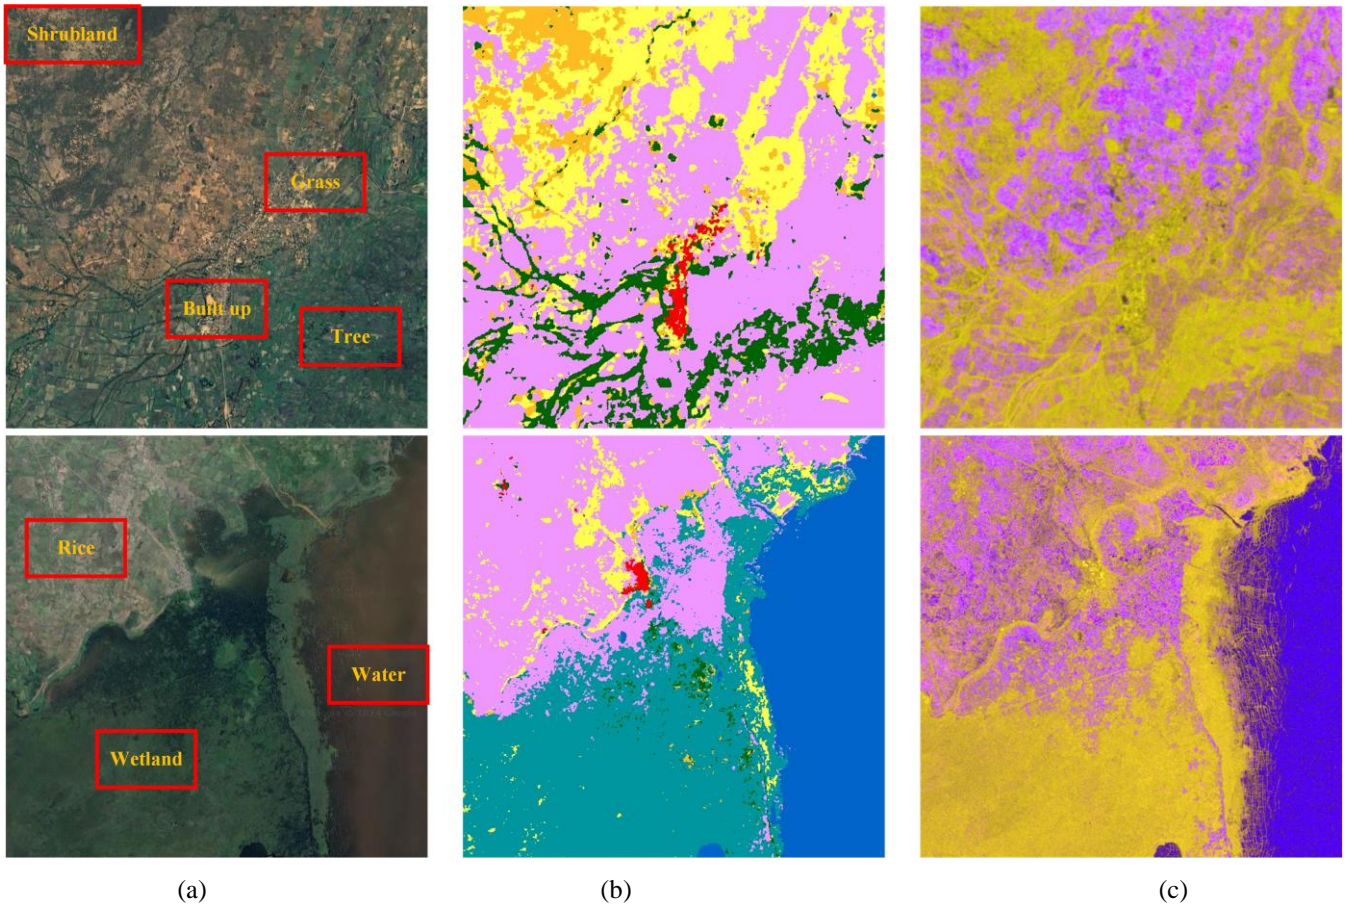 Shrubland
Grass
Built up
Tree
Rice
Water
Wetland
(a) (b) (c)